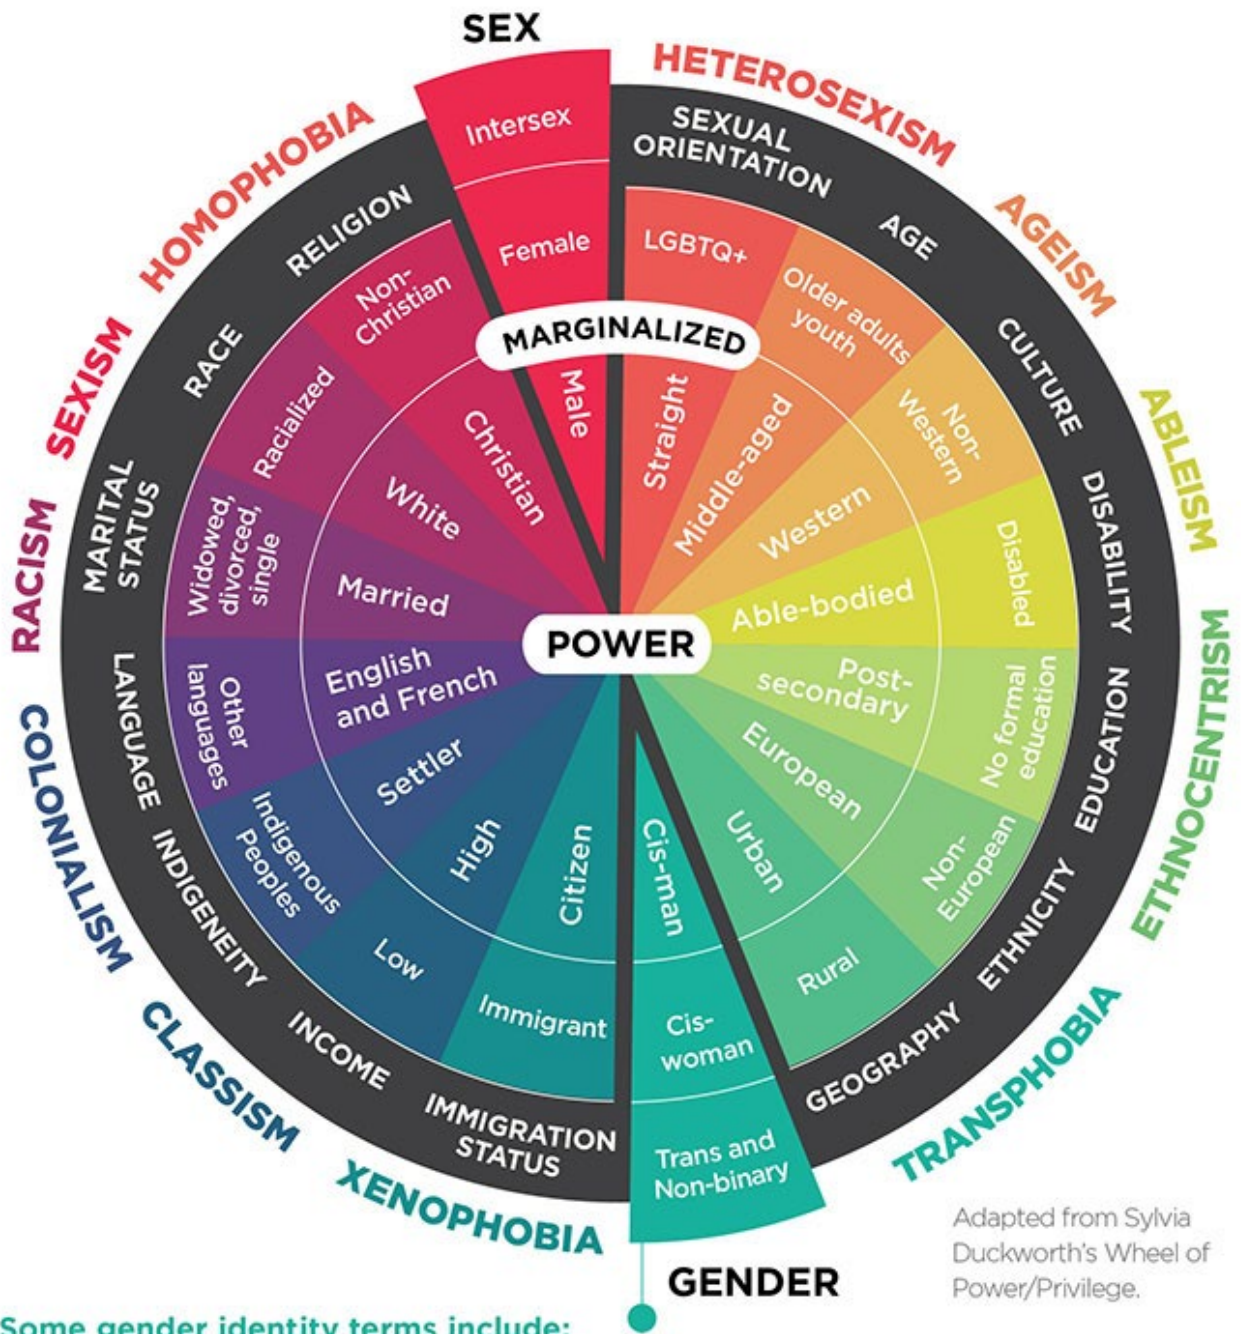 SEX
HETEROSEXISM
AGEISM
ABLEISM
ETHNOCENTRISM
TRANSPHOBIA
XENOPHOBIA
CLASSISM
COLONIALISM
RACISM
SEXISM
HOMOPHOBIA
SEXUAL
ORIENTATION
AGE
CULTURE
DISABILITY
EDUCATION
ETHNICITY
GEOGRAPHY
IMMIGRATION
STATUS
INCOME
INDIGENEITY
LANGUAGE
MARITAL
STATUS
RACE
RELIGION
Intersex
Female
Male
LGBTQ+
Straight
Older adults
youth
Middle-aged
Non-
Western
Western
Disabled
Able-bodied
No formal
education
Post-
secondary
Non-
European
European
Rural
Urban
Cis-man
Cis-
woman
Trans and
Non-binary
Immigrant
Citizen
Low
High
Indigenous
Peoples
Settler
Other
languages
English
and French
Widowed,
divorced,
single
Married
Racialized
White
Non-
Christian
Christian
MARGINALIZED
POWER
GENDER
Adapted from Sylvia
Duckworth's Wheel of
Power/Privilege.
Some gender identity terms include: